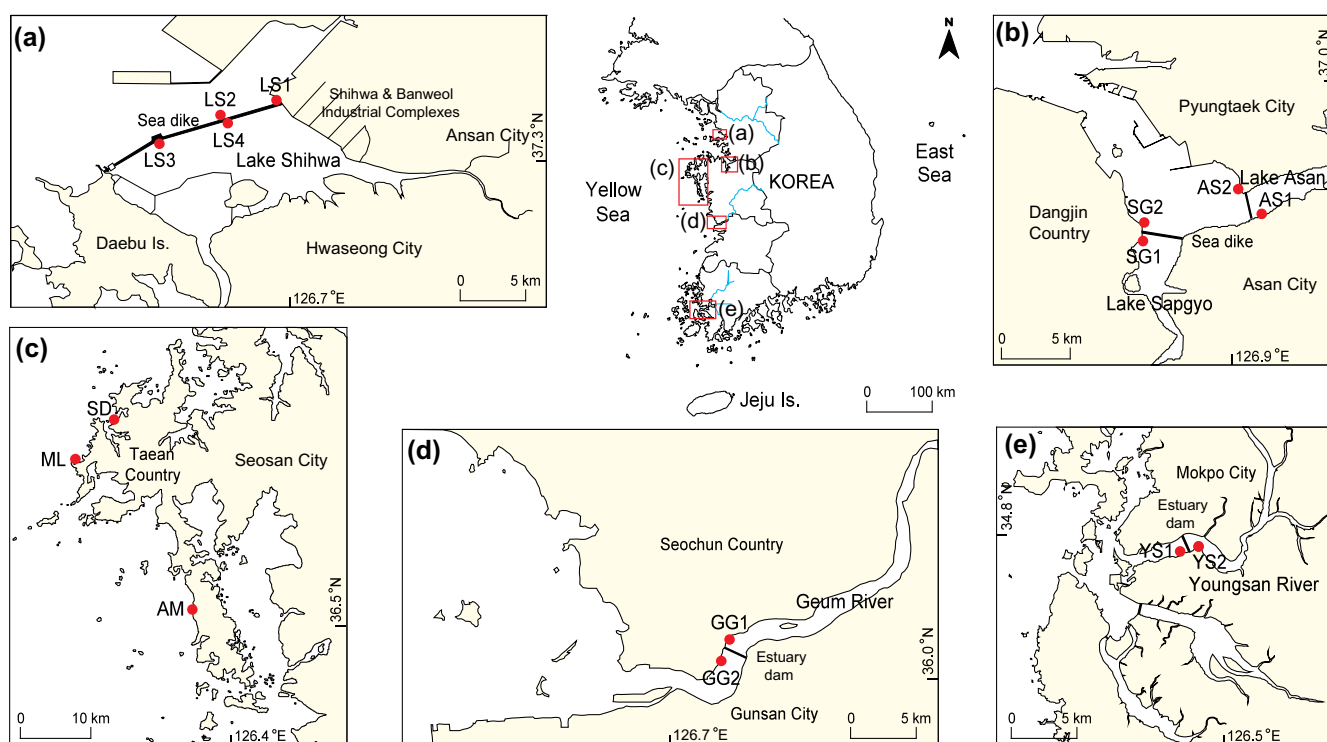 (a)
LS1
LS2
Shihwa & Banweol
Industrial Complexes
Sea dike
LS4
Ansan City
LS3
Lake Shihwa
37.3°N
Daebu Is.
Hwaseong City
0 5 km
126.7°E
N
(a)
(c)
(b)
KOREA
East
Sea
Yellow
Sea
(d)
(e)
Jeju Is.
0 100 km
(b)
37.0°N
Pyungtaek City
AS2
Lake Asan
AS1
SG2
Dangjin
Country
Sea dike
SG1
Asan City
Lake Sapgyo
0 5 km
126.9°E
(c)
SD
ML
Taean
Country
Seosan City
AM
36.5°N
0 10 km
126.4°E
(d)
Seochun Country
Geum River
GG1
Estuary
dam
GG2
36.0°N
Gunsan City
0 5 km
126.7°E
(e)
Mokpo City
34.8°N
Estuary
dam
YS1
YS2
Youngsan River
0 5 km
126.5°E